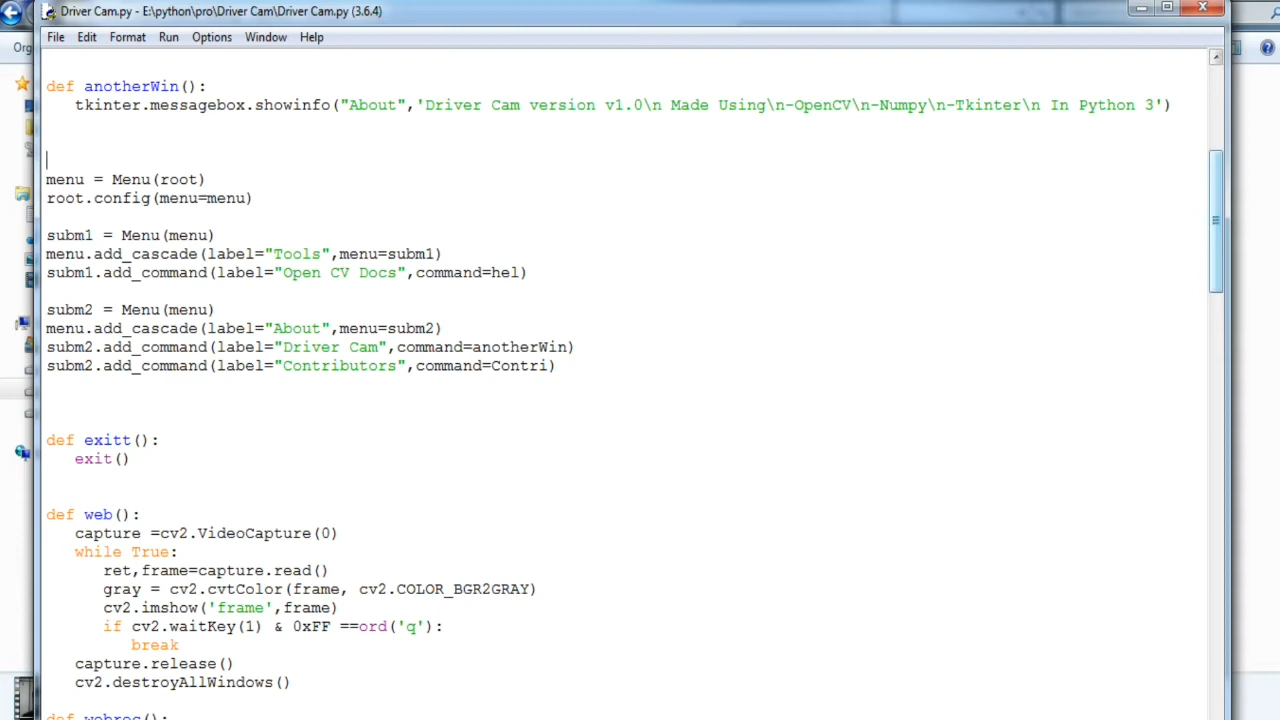 Driver Cam.py - E:\python\pro\Driver Cam\Driver Cam.py (3.6.4)
File Edit Format Run Options Window Help
Org
def anotherWin():
tkinter.messagebox.showinfo("About",'Driver Cam version v1.0\n Made Using\n-OpenCV\n-Numpy\n-Tkinter\n In Python 3')
menu = Menu(root)
root.config(menu=menu)
subm1 = Menu(menu)
menu.add_cascade(label="Tools",menu=subm1)
subm1.add_command(label="Open CV Docs",command=hel)
subm2 = Menu(menu)
menu.add_cascade(label="About",menu=subm2)
subm2.add_command(label="Driver Cam",command=anotherWin)
subm2.add_command(label="Contributors",command=Contri)
def exitt():
exit()
def web():
capture =cv2.VideoCapture(0)
while True:
ret,frame=capture.read()
gray = cv2.cvtColor(frame, cv2.COLOR_BGR2GRAY)
cv2.imshow('frame',frame)
if cv2.waitKey(1) & 0xFF ==ord('q'):
break
capture.release()
cv2.destroyAllWindows()
def webrec():